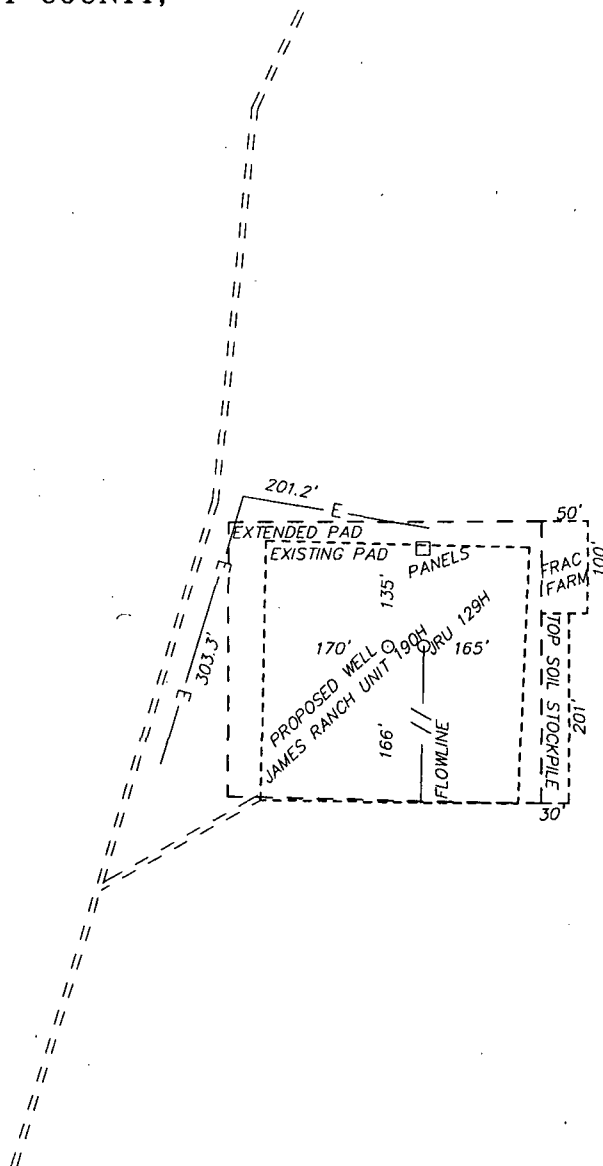 COUNTY,
201.2'
E
50'
EXTENDED PAD
EXISTING PAD
PANELS
FRAC
FARM
100'
E
135'
303.3'
E
170'
PROPOSED WELL
JAMES RANCH UNIT 190H
JRU 129H
165'
166'
FLOWLINE
TOP SOIL STOCKPILE
201'
30'